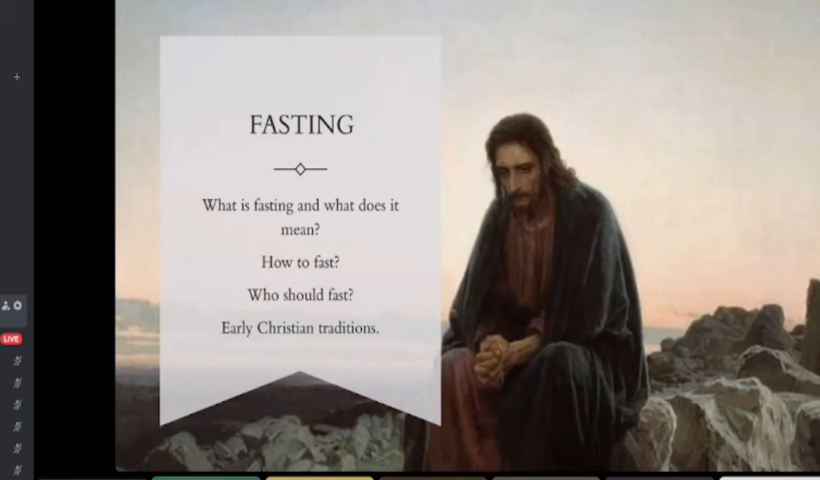 FASTING
What is fasting and what does it
mean?
How to fast?
Who should fast?
Early Christian traditions.
LIVE